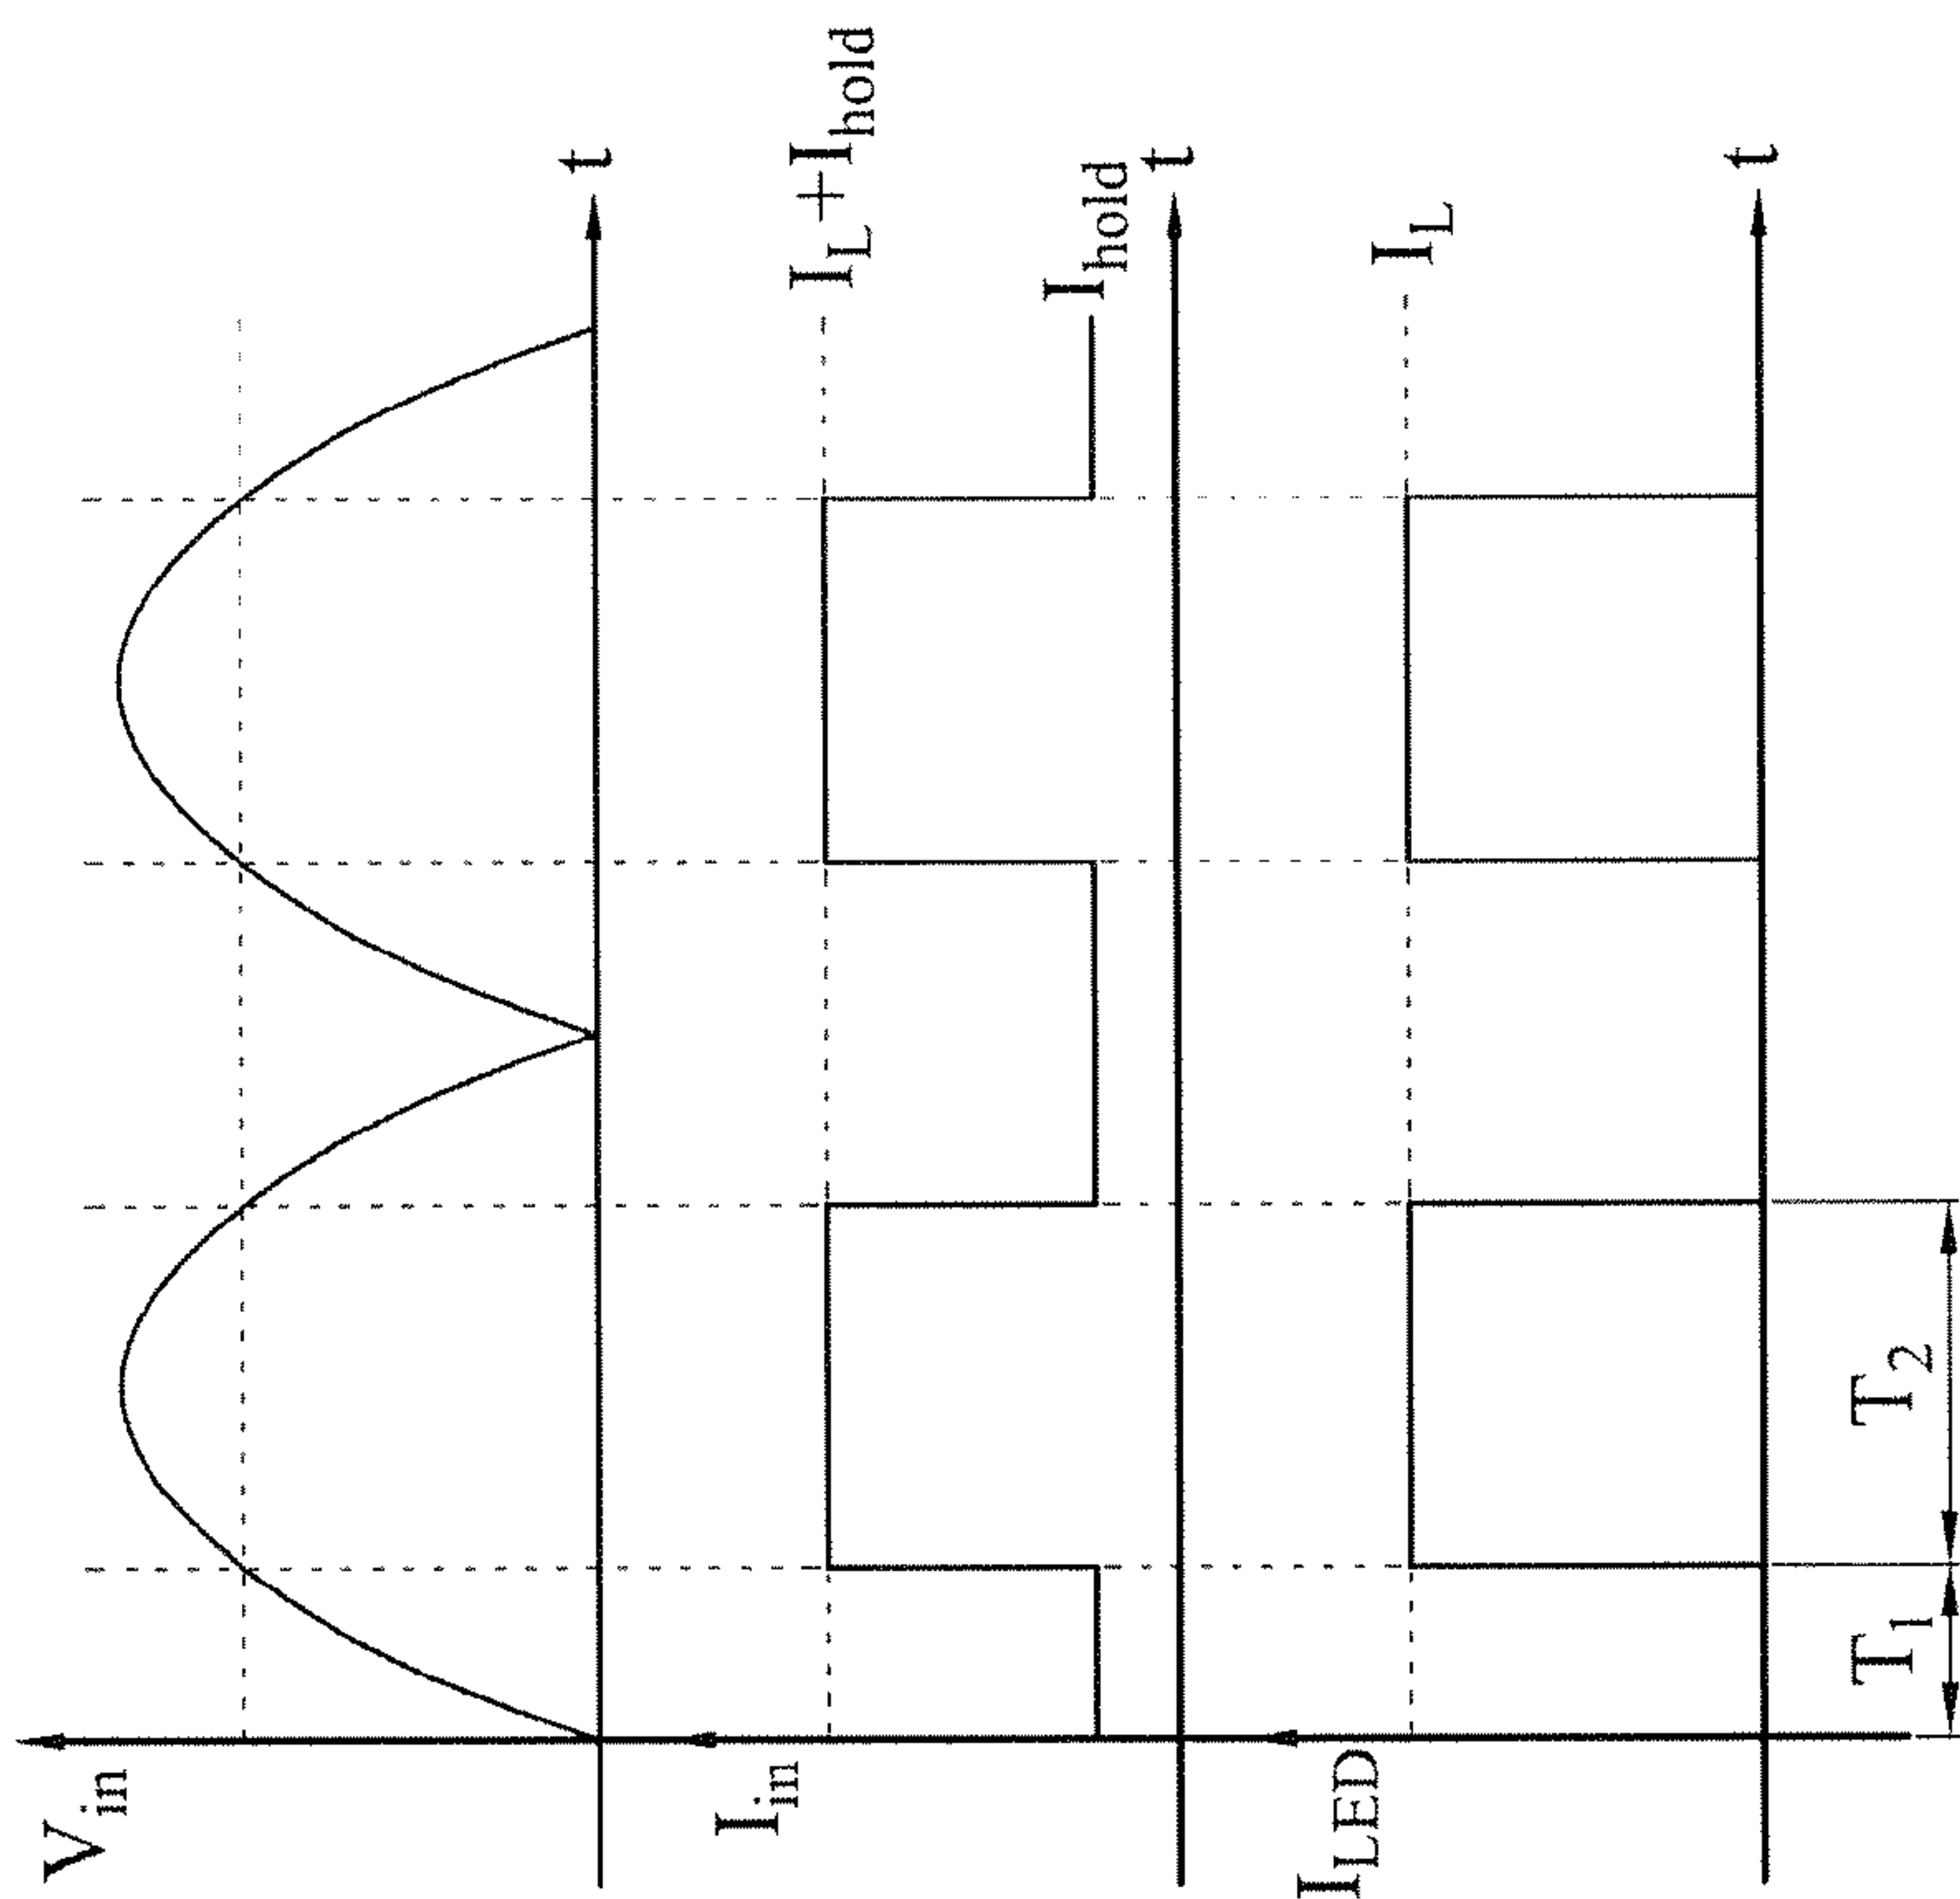 V_in
t
I_in
I_L+I_hold
I_hold
t
I_LED
I_L
t
T_1
T_2